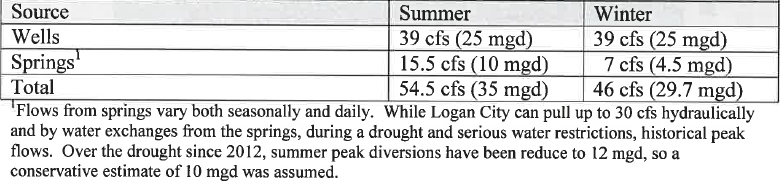 Source Summer Winter
Wells 39 cfs (25 mgd) 39 cfs (25 mgd)
Springs1 15.5 cfs (10 mgd) 7 cfs (4.5 mgd)
Total 54.5 cfs (35 mgd) 46 cfs (29.7 mgd)
1Flows from springs vary both seasonally and daily. While Logan City can pull up to 30 cfs hydraulically
and by water exchanges from the springs, during a drought and serious water restrictions, historical peak
flows. Over the drought since 2012, summer peak diversions have been reduce to 12 mgd, so a
conservative estimate of 10 mgd was assumed.